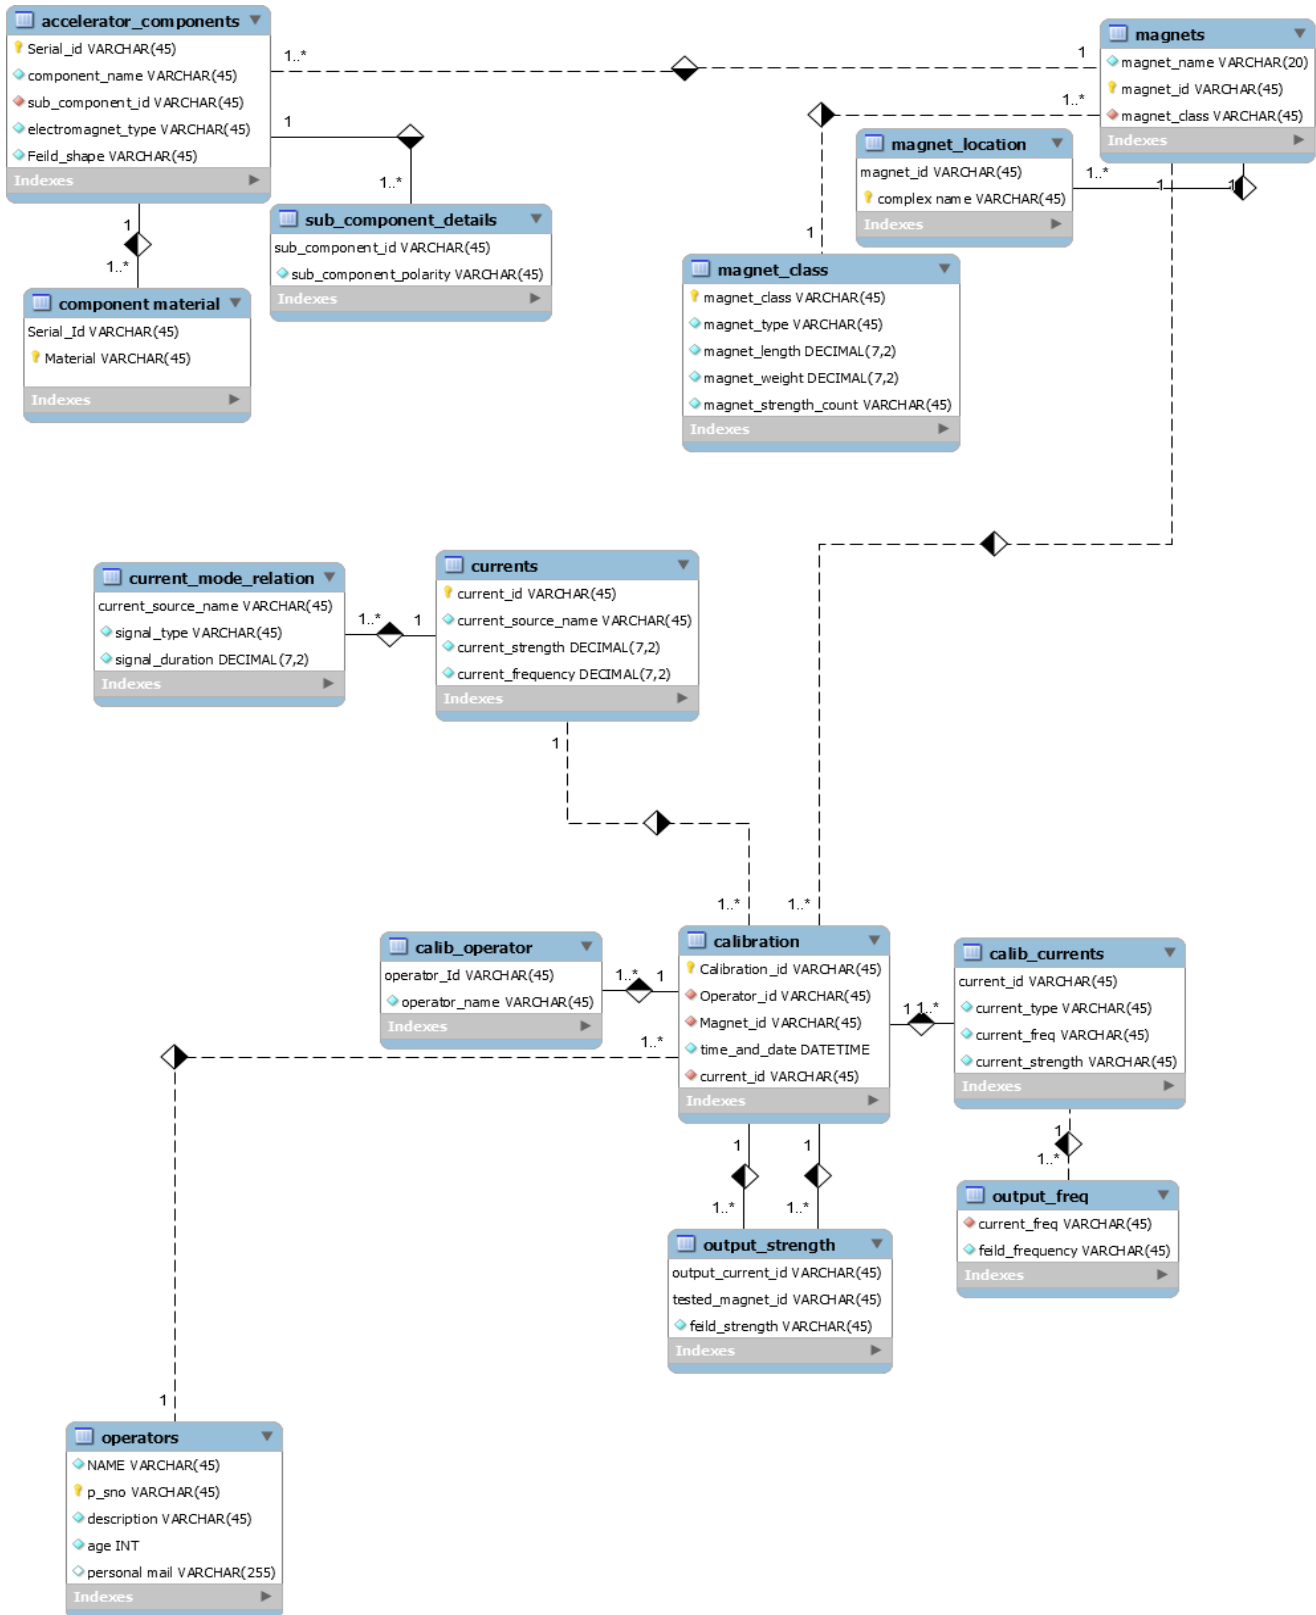 accelerator_components
Serial_id VARCHAR(45)
component_name VARCHAR(45)
sub_component_id VARCHAR(45)
electromagnet_type VARCHAR(45)
Feild_shape VARCHAR(45)
Indexes
1..*
1
magnets
magnet_name VARCHAR(20)
magnet_id VARCHAR(45)
magnet_class VARCHAR(45)
Indexes
1
1..*
sub_component_details
sub_component_id VARCHAR(45)
sub_component_polarity VARCHAR(45)
Indexes
1
1..*
component material
Serial_Id VARCHAR(45)
Material VARCHAR(45)
Indexes
1..*
1
magnet_location
magnet_id VARCHAR(45)
complex name VARCHAR(45)
Indexes
1..*
1
1
magnet_class
magnet_class VARCHAR(45)
magnet_type VARCHAR(45)
magnet_length DECIMAL(7,2)
magnet_weight DECIMAL(7,2)
magnet_strength_count VARCHAR(45)
Indexes
current_mode_relation
current_source_name VARCHAR(45)
signal_type VARCHAR(45)
signal_duration DECIMAL(7,2)
Indexes
1..*
1
currents
current_id VARCHAR(45)
current_source_name VARCHAR(45)
current_strength DECIMAL(7,2)
current_frequency DECIMAL(7,2)
Indexes
1
1..*
1..*
calib_operator
operator_Id VARCHAR(45)
operator_name VARCHAR(45)
Indexes
1..*
1
calibration
Calibration_id VARCHAR(45)
Operator_id VARCHAR(45)
Magnet_id VARCHAR(45)
time_and_date DATETIME
current_id VARCHAR(45)
Indexes
1
1..*
calib_currents
current_id VARCHAR(45)
current_type VARCHAR(45)
current_freq VARCHAR(45)
current_strength VARCHAR(45)
Indexes
1..*
1
1..*
1
1..*
1
1..*
output_strength
output_current_id VARCHAR(45)
tested_magnet_id VARCHAR(45)
feild_strength VARCHAR(45)
Indexes
output_freq
current_freq VARCHAR(45)
feild_frequency VARCHAR(45)
Indexes
1
operators
NAME VARCHAR(45)
p_sno VARCHAR(45)
description VARCHAR(45)
age INT
personal mail VARCHAR(255)
Indexes